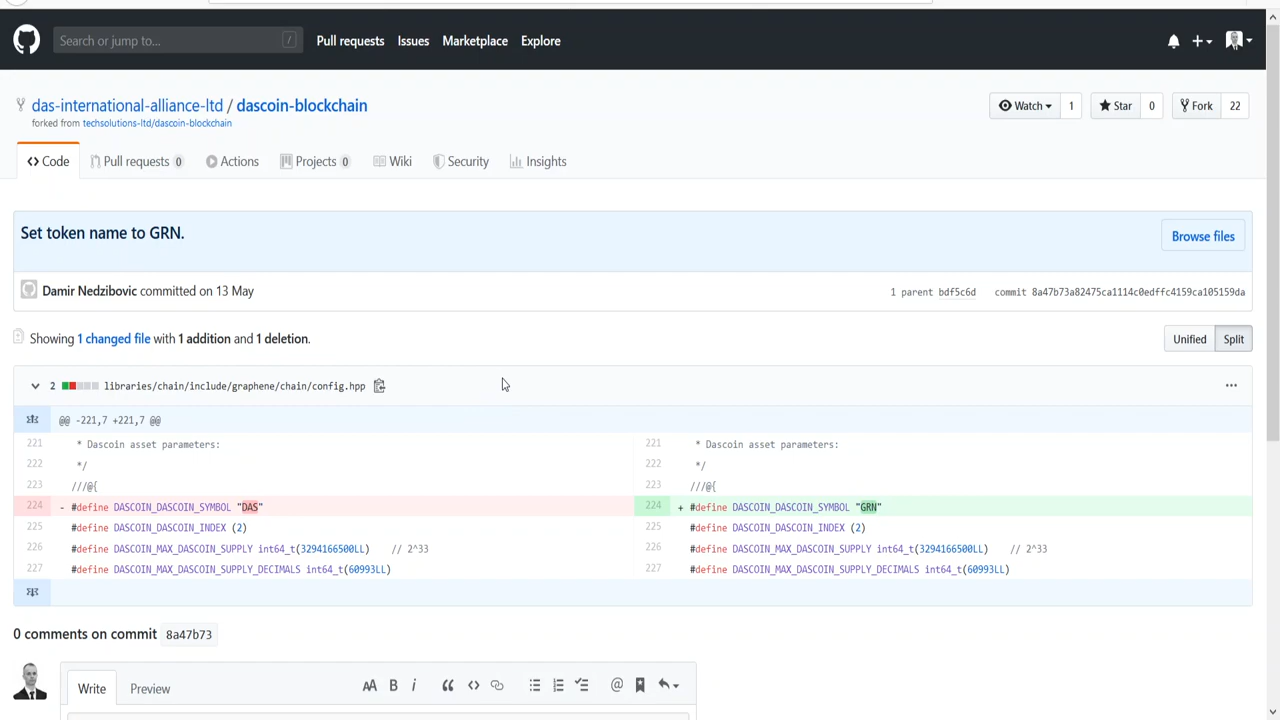 Search or jump to... / Pull requests Issues Marketplace Explore
das-international-alliance-ltd / dascoin-blockchain Watch 1 Star 0 Fork 22
forked from techsolutions-ltd/dascoin-blockchain
<> Code Pull requests 0 Actions Projects 0 Wiki Security Insights
Set token name to GRN. Browse files
Damir Nedzibovic committed on 13 May 1 parent bdf5c6d commit 8a47b73a82475ca1114c0edffc4159ca105159da
Showing 1 changed file with 1 addition and 1 deletion. Unified Split
2 libraries/chain/include/graphene/chain/config.hpp ...
@@ -221,7 +221,7 @@
221 * Dascoin asset parameters: 221 * Dascoin asset parameters:
222 */ 222 */
223 ///@{ 223 ///@{
224 - #define DASCOIN_DASCOIN_SYMBOL "DAS" 224 + #define DASCOIN_DASCOIN_SYMBOL "GRN"
225 #define DASCOIN_DASCOIN_INDEX (2) 225 #define DASCOIN_DASCOIN_INDEX (2)
226 #define DASCOIN_MAX_DASCOIN_SUPPLY int64_t(3294166500LL) // 2^33 226 #define DASCOIN_MAX_DASCOIN_SUPPLY int64_t(3294166500LL) // 2^33
227 #define DASCOIN_MAX_DASCOIN_SUPPLY_DECIMALS int64_t(60993LL) 227 #define DASCOIN_MAX_DASCOIN_SUPPLY_DECIMALS int64_t(60993LL)
0 comments on commit 8a47b73
Write Preview AA B i “ <> @